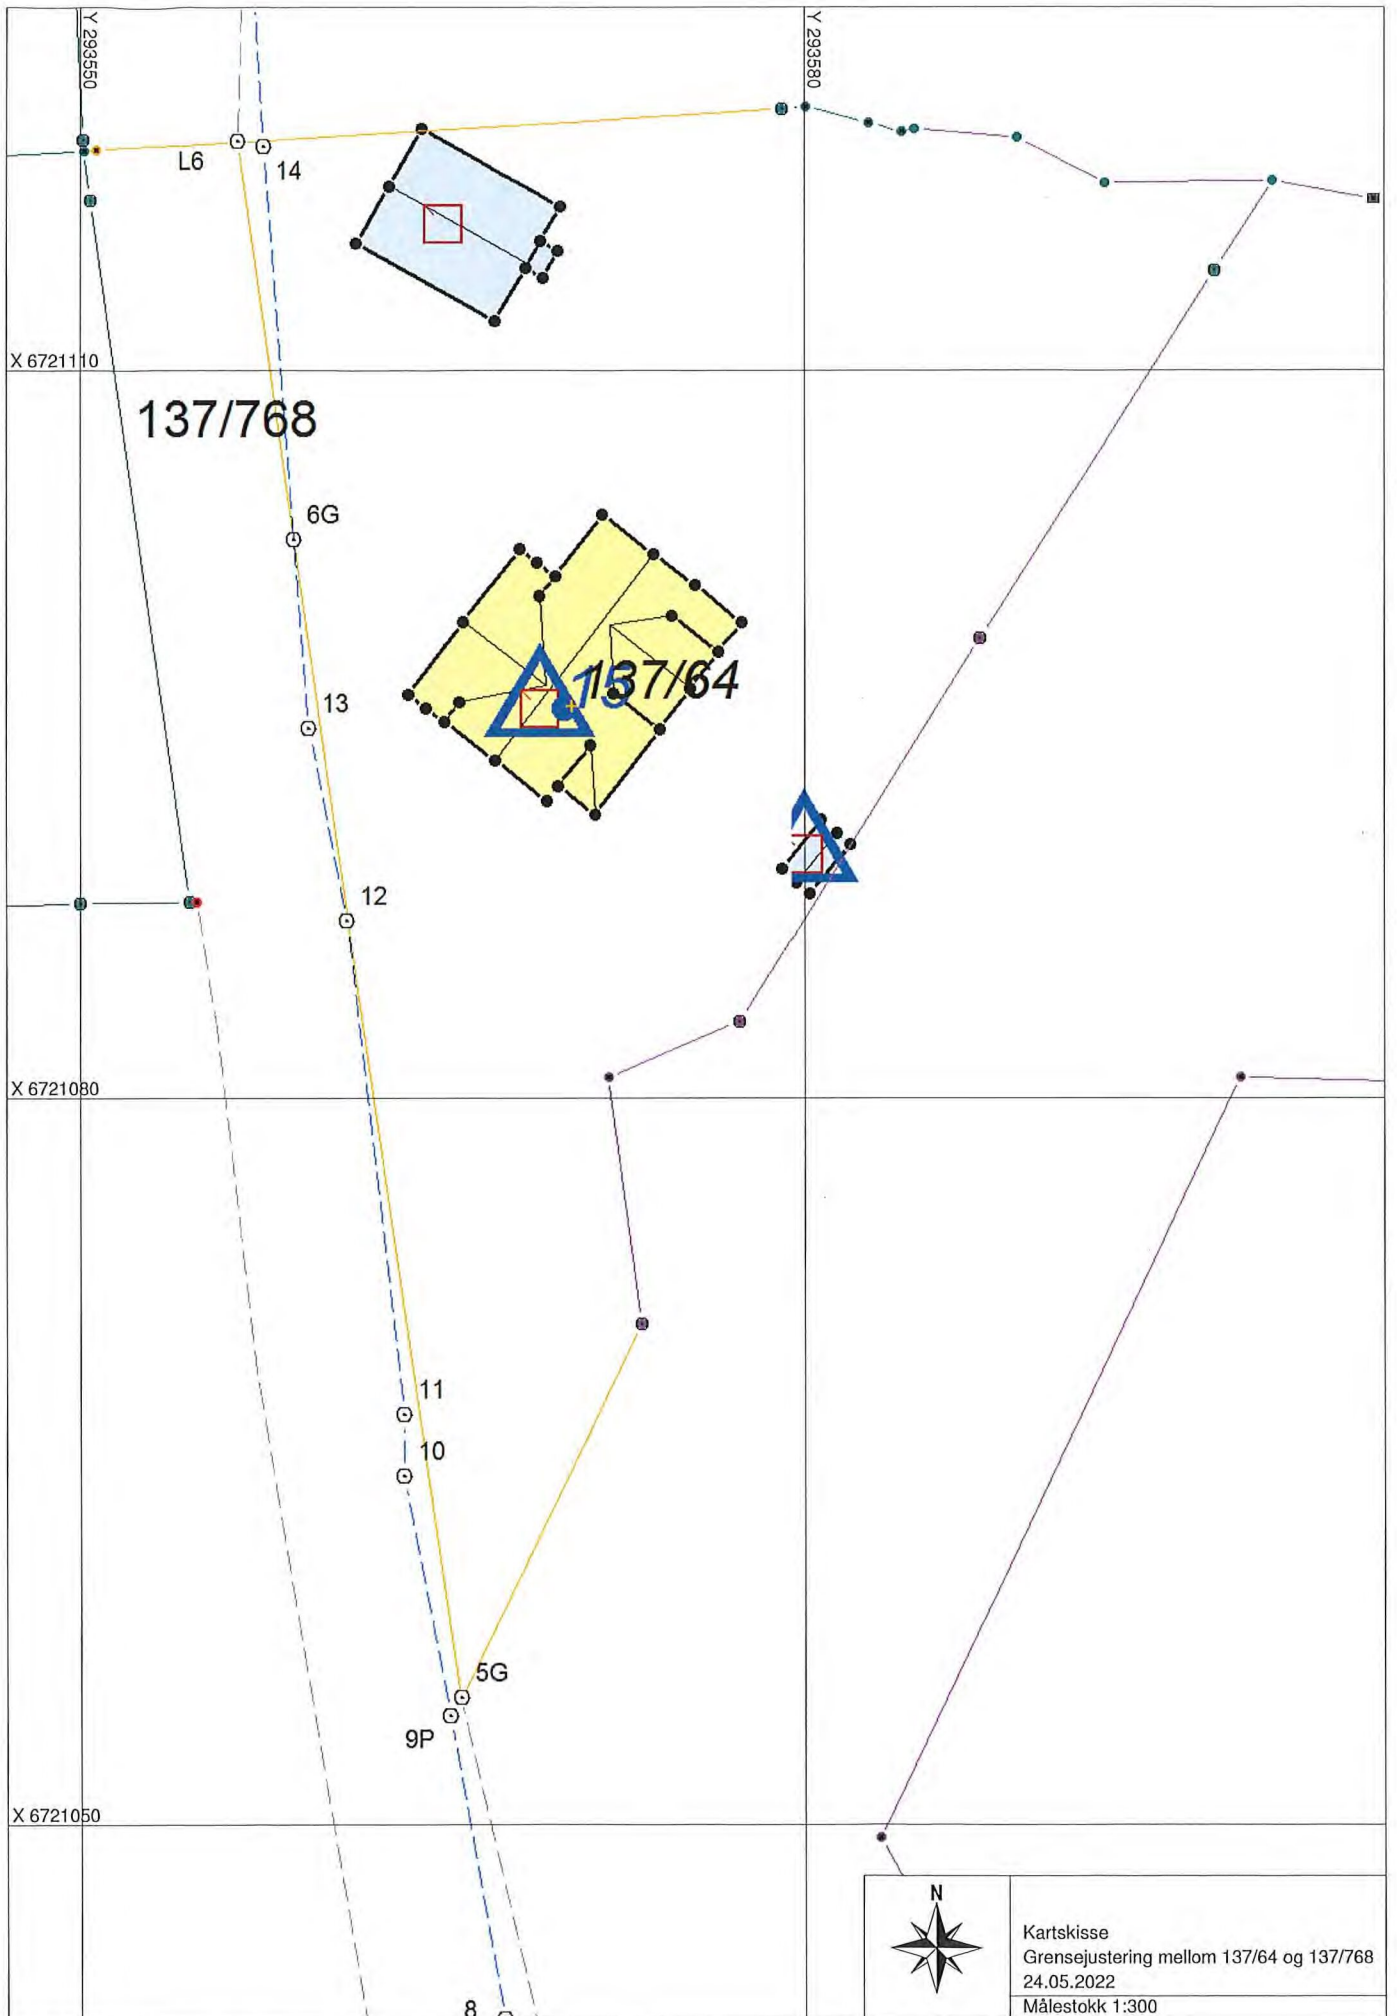 Y 293550
Y 293580
L6
14
X 6721110
137/768
6G
15
137/64
13
12
X 6721080
11
10
5G
9P
X 6721050
8
N
Kartskisse
Grensejustering mellom 137/64 og 137/768
24.05.2022
Målestokk 1:300